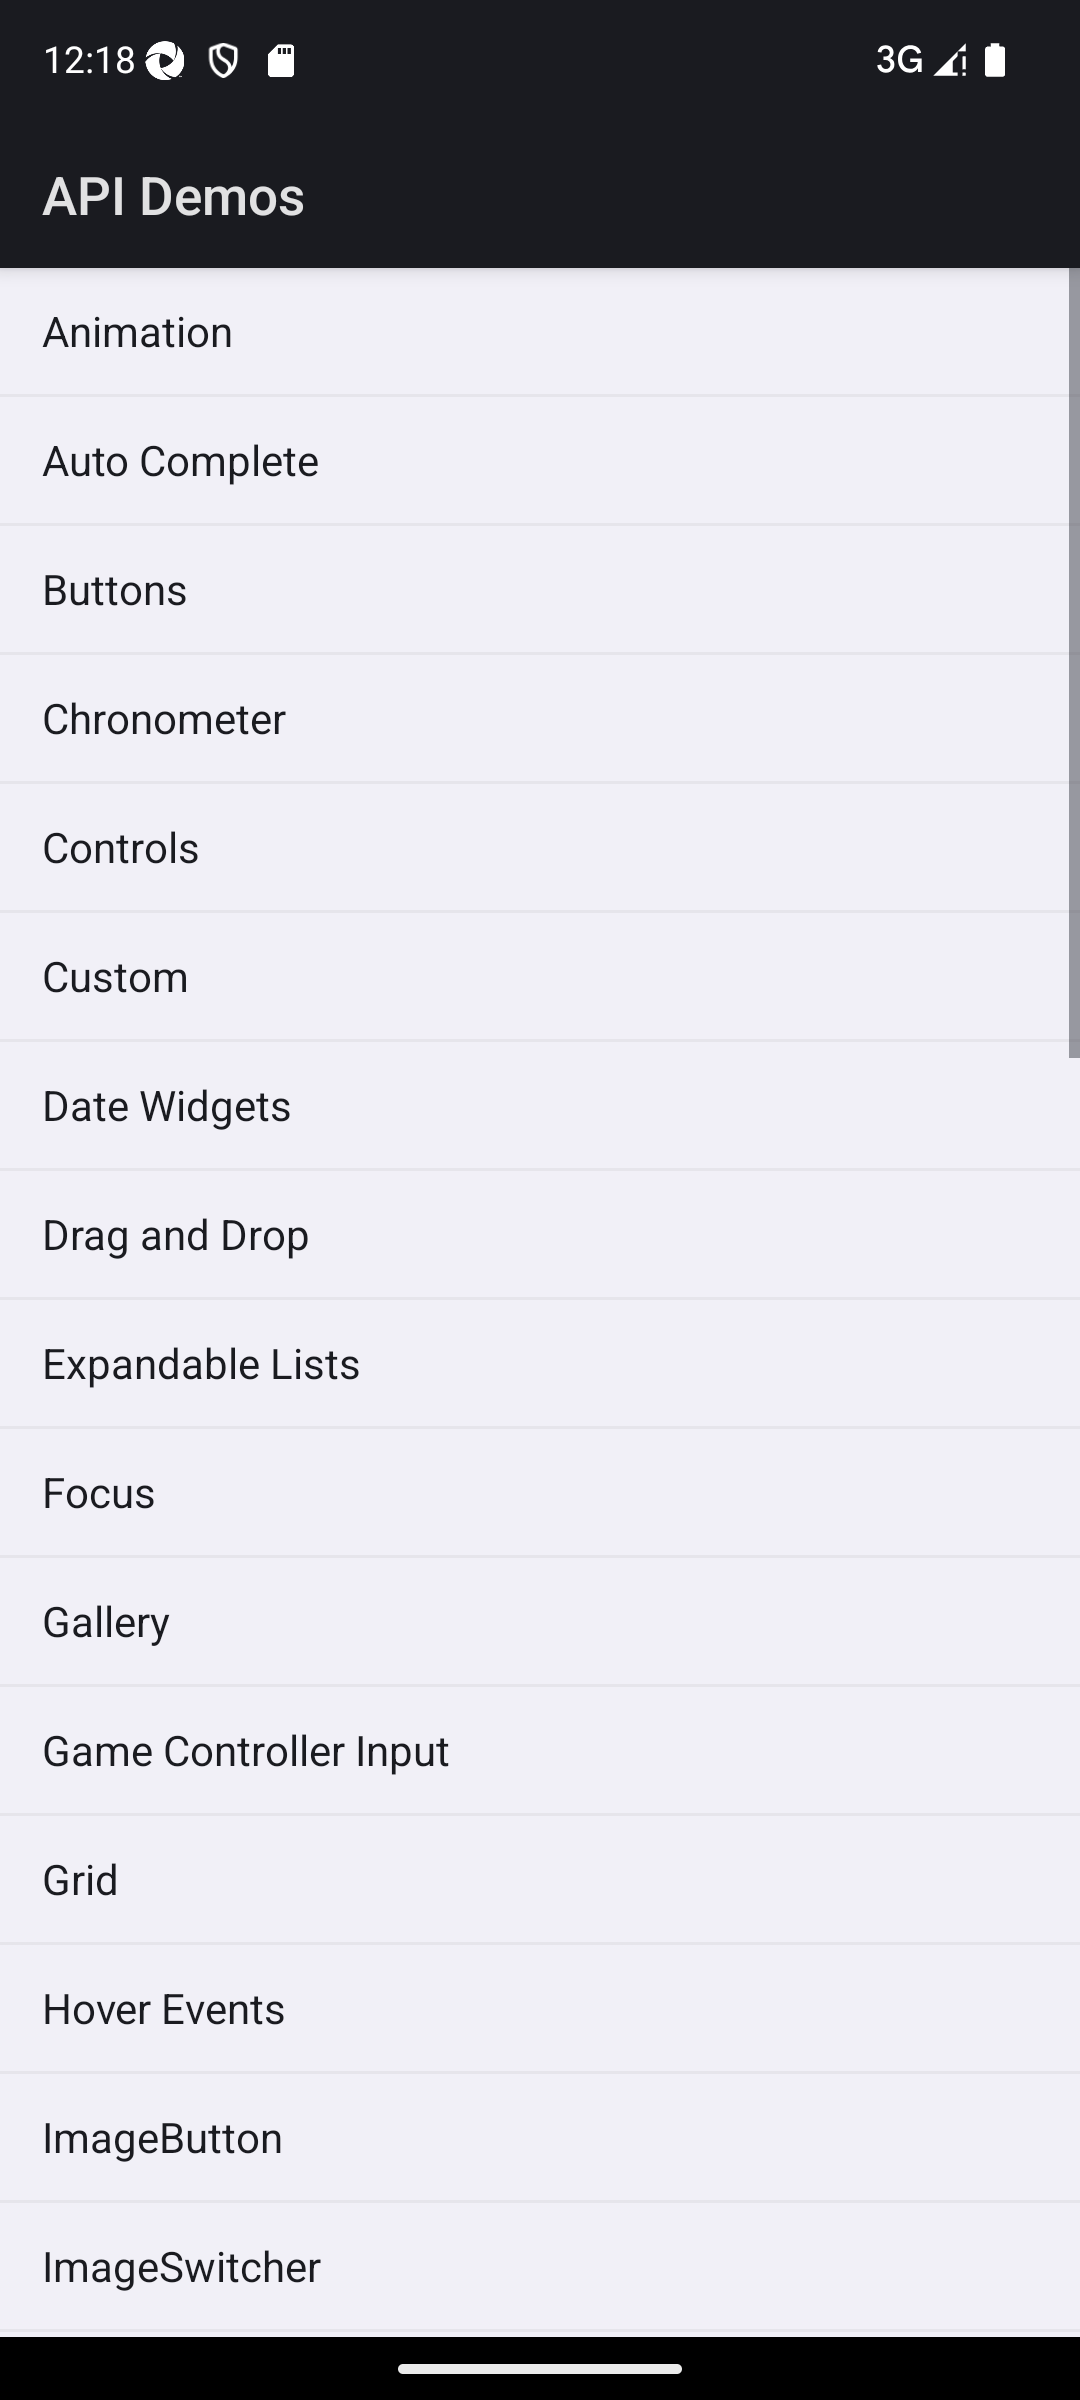 12:18 3G
API Demos
Animation
Auto Complete
Buttons
Chronometer
Controls
Custom
Date Widgets
Drag and Drop
Expandable Lists
Focus
Gallery
Game Controller Input
Grid
Hover Events
ImageButton
ImageSwitcher